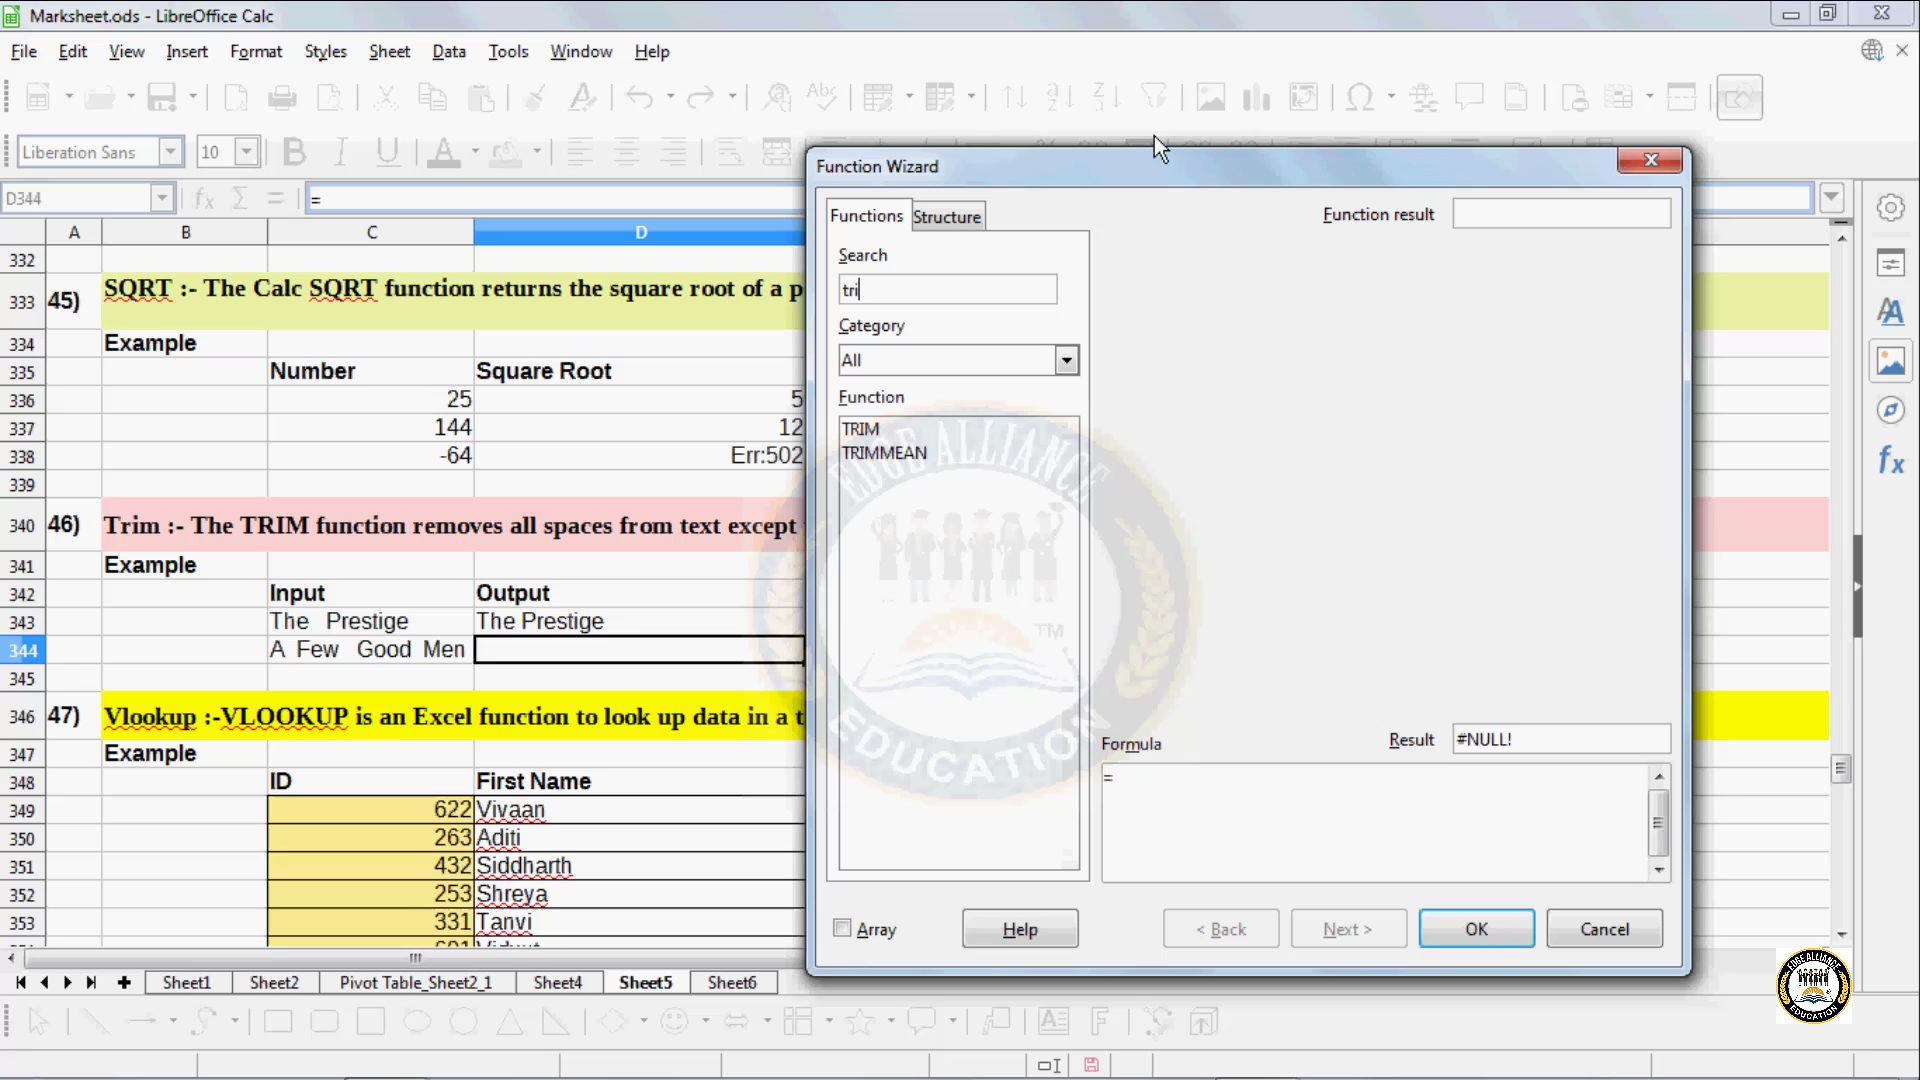 Marksheet.ods - LibreOffice Calc
File Edit View Insert Format Styles Sheet Data Tools Window Help
Liberation Sans 10
D344 =
A B C D
332
333 45) SQRT :- The Calc SQRT function returns the square root of a p
334 Example
335 Number Square Root
336 25 5
337 144 12
338 -64 Err:502
339
340 46) Trim :- The TRIM function removes all spaces from text except
341 Example
342 Input Output
343 The   Prestige The Prestige
344 A  Few   Good  Men
345
346 47) Vlookup :-VLOOKUP is an Excel function to look up data in a t
347 Example
348 ID First Name
349 622 Vivaan
350 263 Aditi
351 432 Siddharth
352 253 Shreya
353 331 Tanvi
Sheet1 Sheet2 Pivot Table_Sheet2_1 Sheet4 Sheet5 Sheet6
Function Wizard
Functions Structure
Function result
Search
tri
Category
All
Function
TRIM
TRIMMEAN
Formula
Result #NULL!
=
Array Help < Back Next > OK Cancel
EDGE ALLIANCE
EDUCATION
TM
EDGE ALLIANCE
EDUCATION